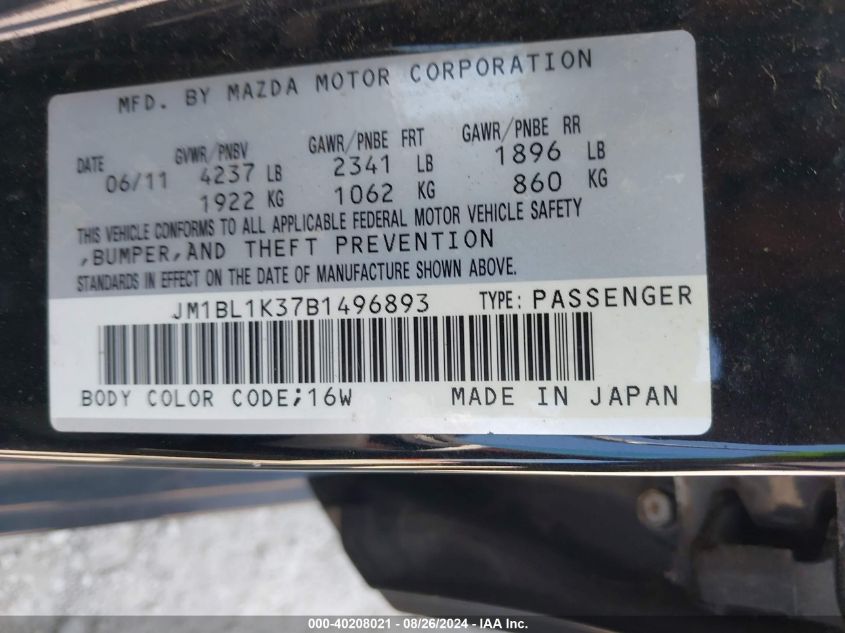 MFD. BY MAZDA MOTOR CORPORATION
DATE GVWR/PNBV GAWR/PNBE FRT GAWR/PNBE RR
06/11 4237 LB 2341 LB 1896 LB
1922 KG 1062 KG 860 KG
THIS VEHICLE CONFORMS TO ALL APPLICABLE FEDERAL MOTOR VEHICLE SAFETY
,BUMPER,AND THEFT PREVENTION
STANDARDS IN EFFECT ON THE DATE OF MANUFACTURE SHOWN ABOVE.
JM1BL1K37B1496893 TYPE: PASSENGER
BODY COLOR CODE;16W MADE IN JAPAN
000-40208021 - 08/26/2024 - IAA Inc.